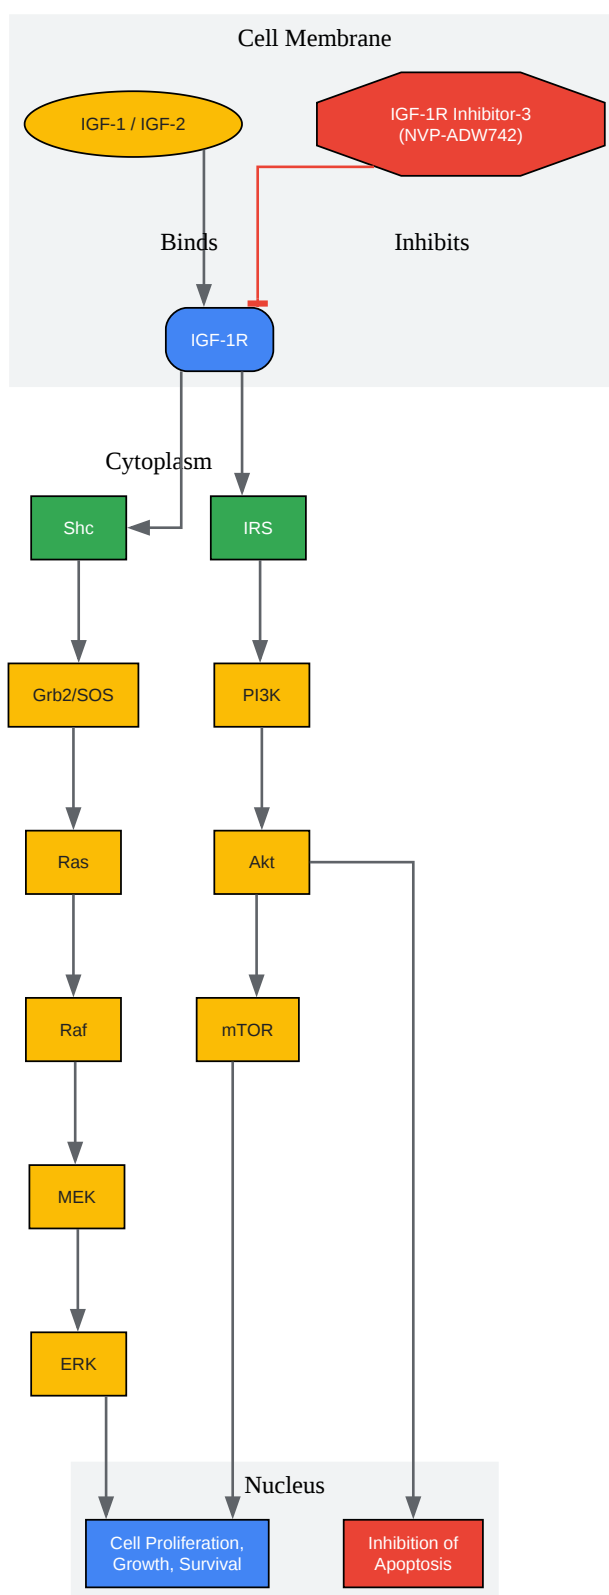 Cell Membrane
IGF-1 / IGF-2
IGF-1R Inhibitor-3
(NVP-ADW742)
Binds
Inhibits
IGF-1R
Cytoplasm
Shc
IRS
Grb2/SOS
PI3K
Ras
Akt
Raf
mTOR
MEK
ERK
Nucleus
Cell Proliferation,
Growth, Survival
Inhibition of
Apoptosis